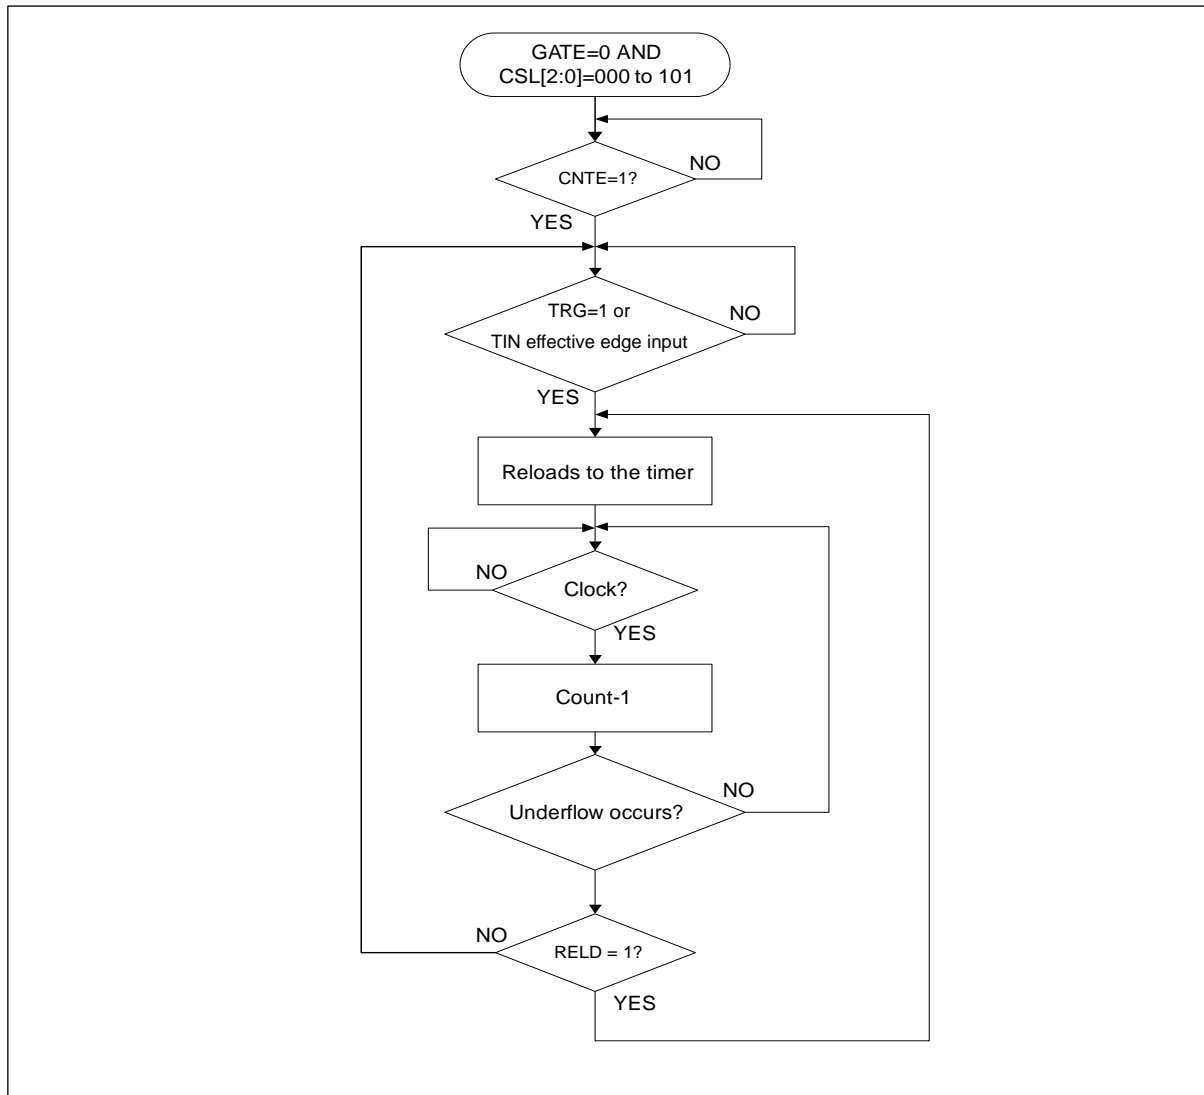 GATE=0 AND
CSL[2:0]=000 to 101
CNTE=1?
NO
YES
TRG=1 or
TIN effective edge input
NO
YES
Reloads to the timer
NO
Clock?
YES
Count-1
Underflow occurs?
NO
NO
RELD = 1?
YES